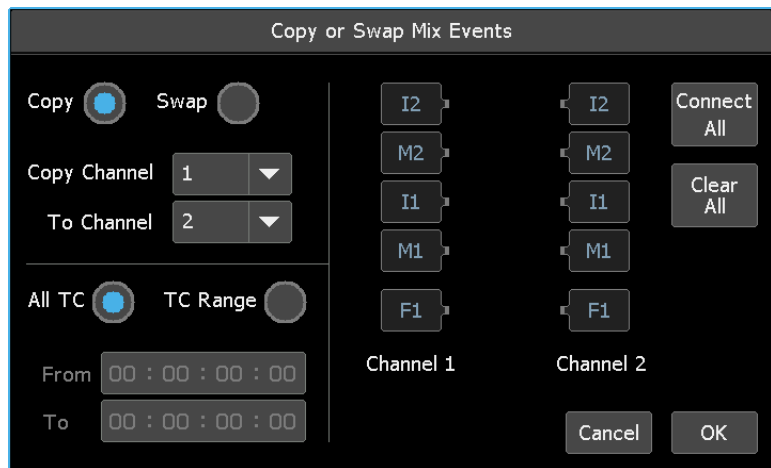 Copy or Swap Mix Events
Copy Swap
Copy Channel 1
To Channel 2
All TC TC Range
From 00 : 00 : 00 : 00
To 00 : 00 : 00 : 00
I2 I2
M2 M2
I1 I1
M1 M1
F1 F1
Channel 1 Channel 2
Connect
All
Clear
All
Cancel OK